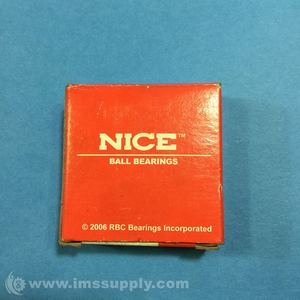 NICE™
BALL BEARINGS
© 2006 RBC Bearings Incorporated
www.imssupply.com